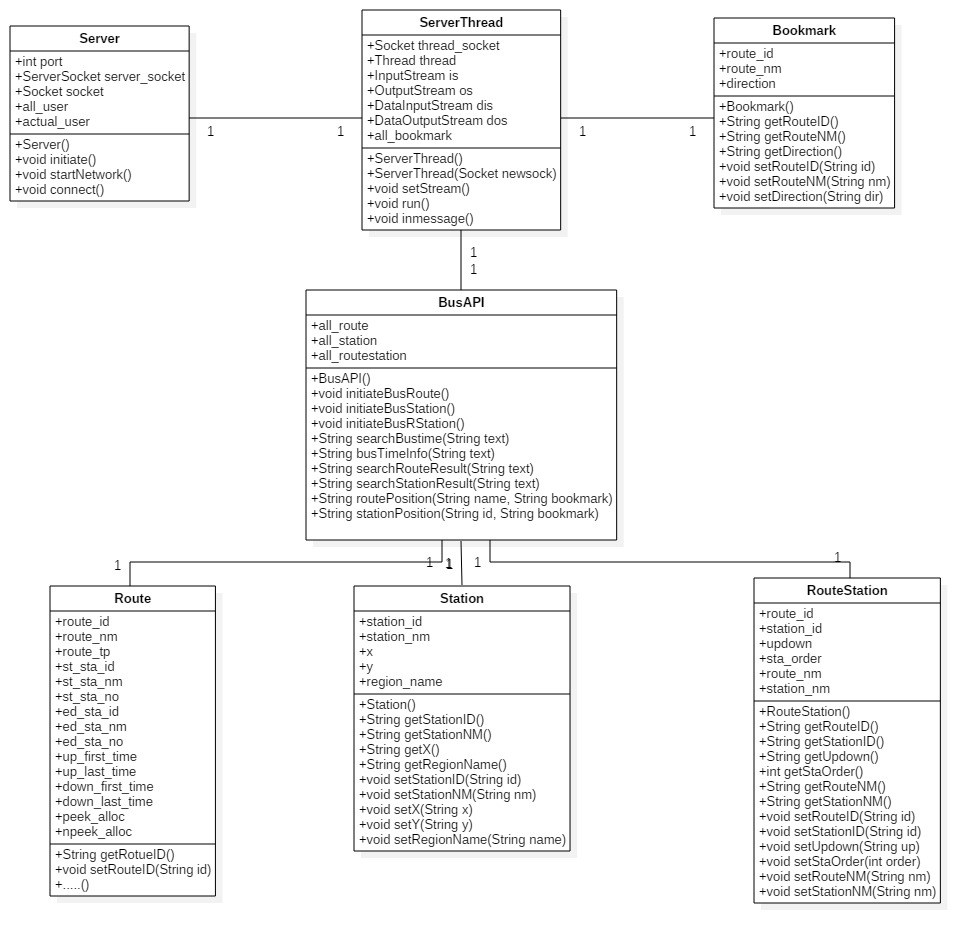 Server
+int port
+ServerSocket server_socket
+Socket socket
+all_user
+actual_user
+Server()
+void initiate()
+void startNetwork()
+void connect()
1
1
ServerThread
+Socket thread_socket
+Thread thread
+InputStream is
+OutputStream os
+DataInputStream dis
+DataOutputStream dos
+all_bookmark
+ServerThread()
+ServerThread(Socket newsock)
+void setStream()
+void run()
+void inmessage()
1
1
Bookmark
+route_id
+route_nm
+direction
+Bookmark()
+String getRouteID()
+String getRouteNM()
+String getDirection()
+void setRouteID(String id)
+void setRouteNM(String nm)
+void setDirection(String dir)
1
1
BusAPI
+all_route
+all_station
+all_routestation
+BusAPI()
+void initiateBusRoute()
+void initiateBusStation()
+void initiateBusRStation()
+String searchBustime(String text)
+String busTimeInfo(String text)
+String searchRouteResult(String text)
+String searchStationResult(String text)
+String routePosition(String name, String bookmark)
+String stationPosition(String id, String bookmark)
1
1
1
1
1
1
Route
+route_id
+route_nm
+route_tp
+st_sta_id
+st_sta_nm
+st_sta_no
+ed_sta_id
+ed_sta_nm
+ed_sta_no
+up_first_time
+up_last_time
+down_first_time
+down_last_time
+peek_alloc
+npeek_alloc
+String getRotueID()
+void setRouteID(String id)
+.....()
Station
+station_id
+station_nm
+x
+y
+region_name
+Station()
+String getStationID()
+String getStationNM()
+String getX()
+String getRegionName()
+void setStationID(String id)
+void setStationNM(String nm)
+void setX(String x)
+void setY(String y)
+void setRegionName(String name)
RouteStation
+route_id
+station_id
+updown
+sta_order
+route_nm
+station_nm
+RouteStation()
+String getRouteID()
+String getStationID()
+String getUpdown()
+int getStaOrder()
+String getRouteNM()
+String getStationNM()
+void setRouteID(String id)
+void setStationID(String id)
+void setUpdown(String up)
+void setStaOrder(int order)
+void setRouteNM(String nm)
+void setStationNM(String nm)